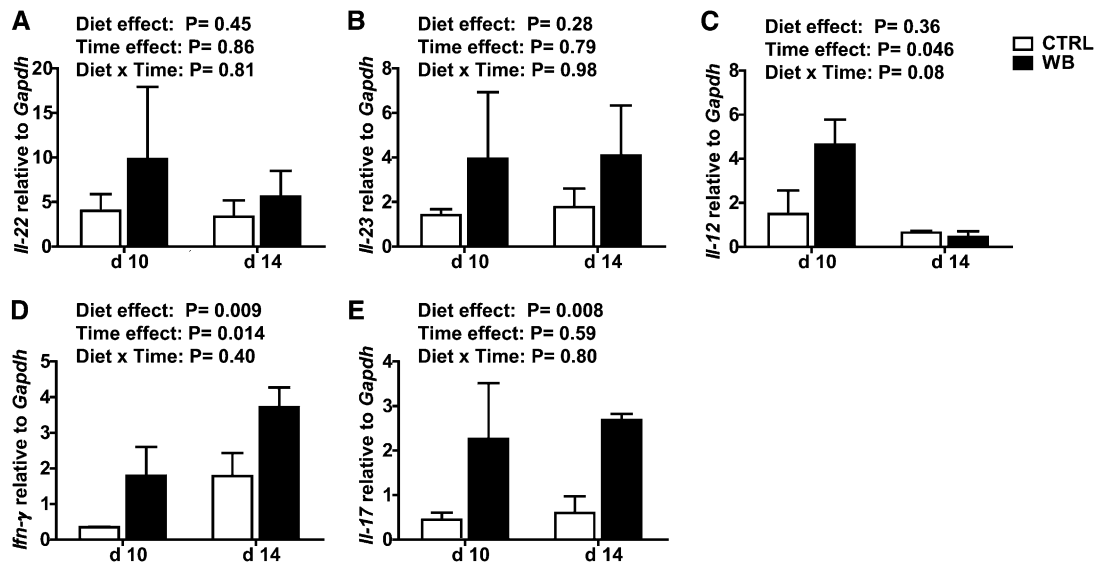 A
Diet effect: P= 0.45
Time effect: P= 0.86
Diet x Time: P= 0.81
Il-22 relative to Gapdh
20
15
10
5
0
d 10
d 14
B
Diet effect: P= 0.28
Time effect: P= 0.79
Diet x Time: P= 0.98
Il-23 relative to Gapdh
8
6
4
2
0
d 10
d 14
C
Diet effect: P= 0.36
Time effect: P= 0.046
Diet x Time: P= 0.08
Il-12 relative to Gapdh
8
6
4
2
0
d 10
d 14
CTRL
WB
D
Diet effect: P= 0.009
Time effect: P= 0.014
Diet x Time: P= 0.40
Ifn-γ relative to Gapdh
5
4
3
2
1
0
d 10
d 14
E
Diet effect: P= 0.008
Time effect: P= 0.59
Diet x Time: P= 0.80
Il-17 relative to Gapdh
4
3
2
1
0
d 10
d 14